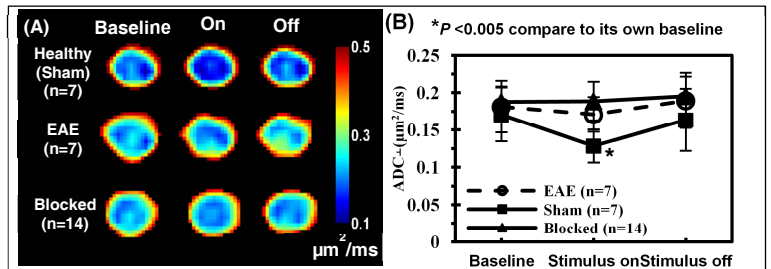 (A) Baseline On Off
Healthy
(Sham)
(n=7)
EAE
(n=7)
Blocked
(n=14)
0.5
0.3
0.1
µm²/ms
(B) *P <0.005 compare to its own baseline
ADC⊥(µm²/ms)
0.25
0.2
0.15
0.1
0.05
0
*
EAE (n=7)
Sham (n=7)
Blocked (n=14)
Baseline Stimulus on Stimulus off